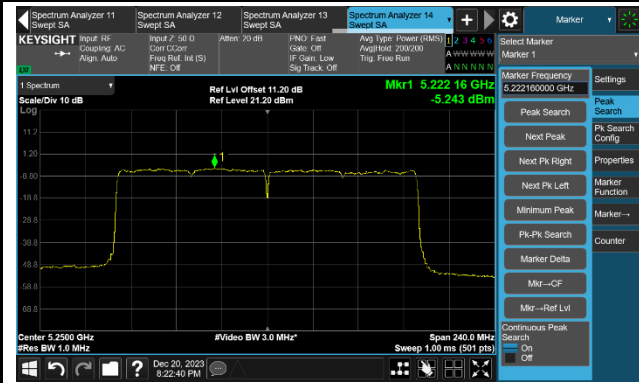 Spectrum Analyzer 11
Swept SA
Spectrum Analyzer 12
Swept SA
Spectrum Analyzer 13
Swept SA
Spectrum Analyzer 14
Swept SA
Marker
KEYSIGHT
Input: RF
Coupling: AC
Align: Auto
Input Z: 50 Ω
Corr CCorr
Freq Ref: Int (S)
NFE: Off
Atten: 20 dB
PNO: Fast
Gate: Off
IF Gain: Low
Sig Track: Off
Avg Type: Power (RMS)
Avg|Hold: 200/200
Trig: Free Run
1 2 3 4 5 6
A W W W W W
A N N N N N
Select Marker
Marker 1
1 Spectrum
Scale/Div 10 dB
Log
Ref Lvl Offset 11.20 dB
Ref Level 21.20 dBm
Mkr1 5.222 16 GHz
-5.243 dBm
11.2
1.20
-8.80
-18.8
-28.8
-38.8
-48.8
-58.8
-68.8
1
Center 5.2500 GHz
#Res BW 1.0 MHz
#Video BW 3.0 MHz*
Span 240.0 MHz
Sweep 1.00 ms (501 pts)
Marker Frequency
5.222160000 GHz
Peak Search
Next Peak
Next Pk Right
Next Pk Left
Minimum Peak
Pk-Pk Search
Marker Delta
Mkr→CF
Mkr→Ref Lvl
Continuous Peak
Search
On
Off
Settings
Peak
Search
Pk Search
Config
Properties
Marker
Function
Marker→
Counter
Dec 20, 2023
8:22:40 PM